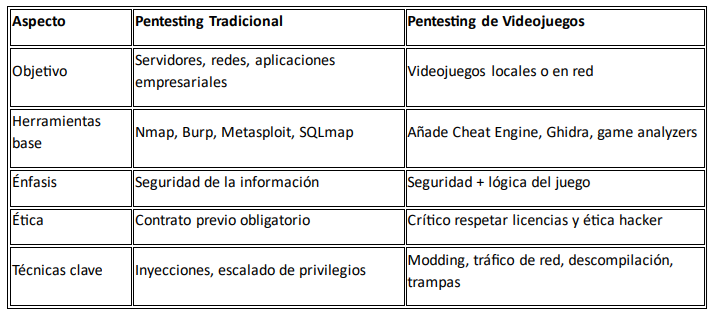 Aspecto Pentesting Tradicional Pentesting de Videojuegos
Objetivo Servidores, redes, aplicaciones empresariales Videojuegos locales o en red
Herramientas base Nmap, Burp, Metasploit, SQLmap Añade Cheat Engine, Ghidra, game analyzers
Énfasis Seguridad de la información Seguridad + lógica del juego
Ética Contrato previo obligatorio Crítico respetar licencias y ética hacker
Técnicas clave Inyecciones, escalado de privilegios Modding, tráfico de red, descompilación, trampas